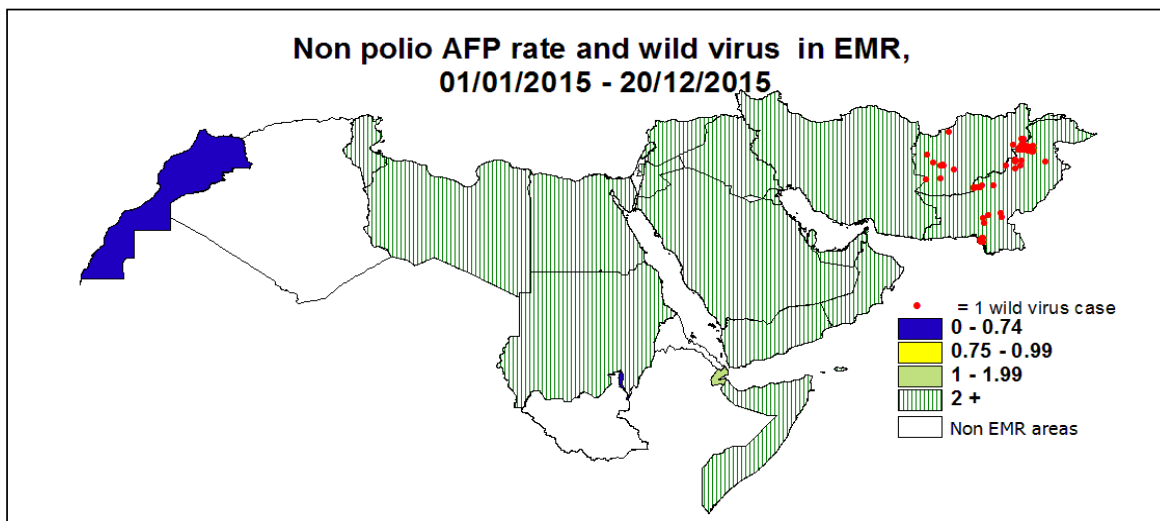 Non polio AFP rate and wild virus in EMR,
01/01/2015 - 20/12/2015
= 1 wild virus case
0 - 0.74
0.75 - 0.99
1 - 1.99
2 +
Non EMR areas